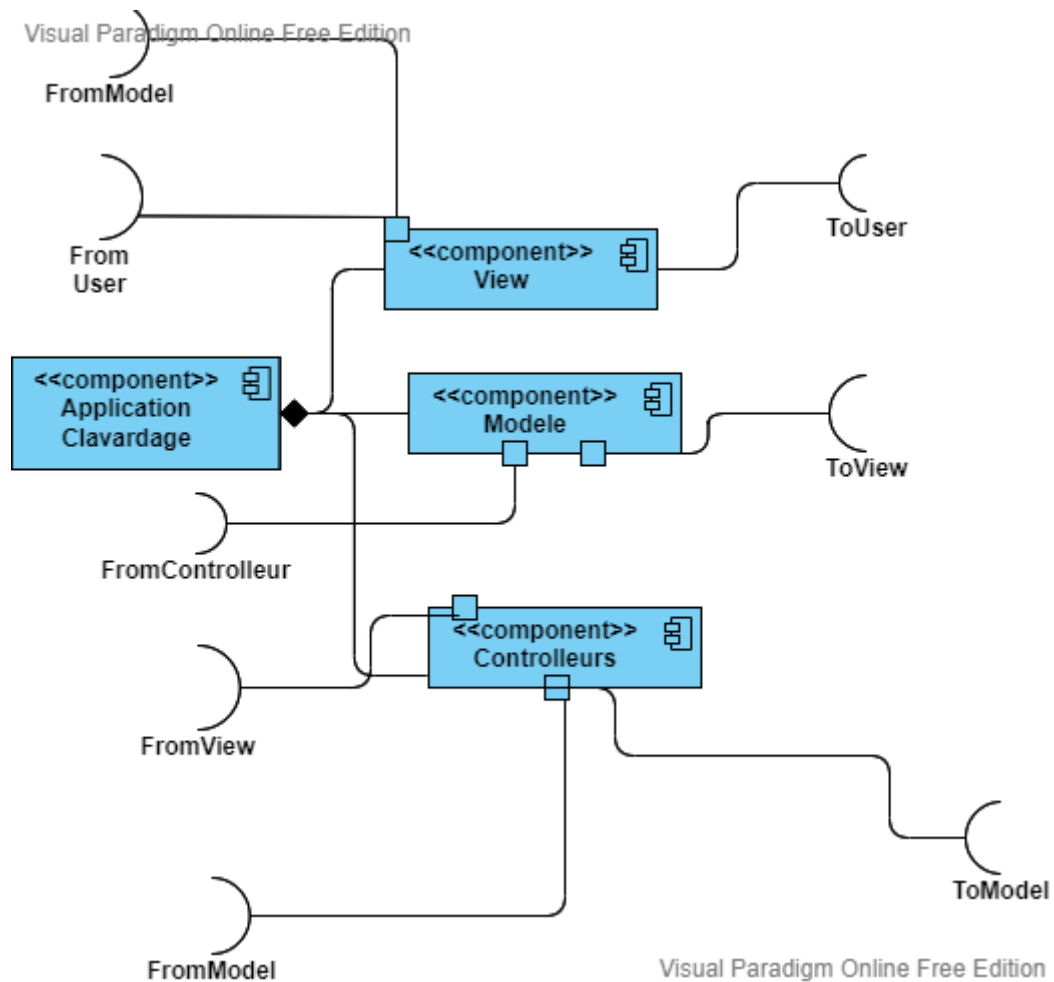 Visual Paradigm Online Free Edition
FromModel
From
User
ToUser
<<component>>
View
<<component>>
Application
Clavardage
<<component>>
Modele
ToView
FromControlleur
<<component>>
Controlleurs
FromView
ToModel
FromModel
Visual Paradigm Online Free Edition